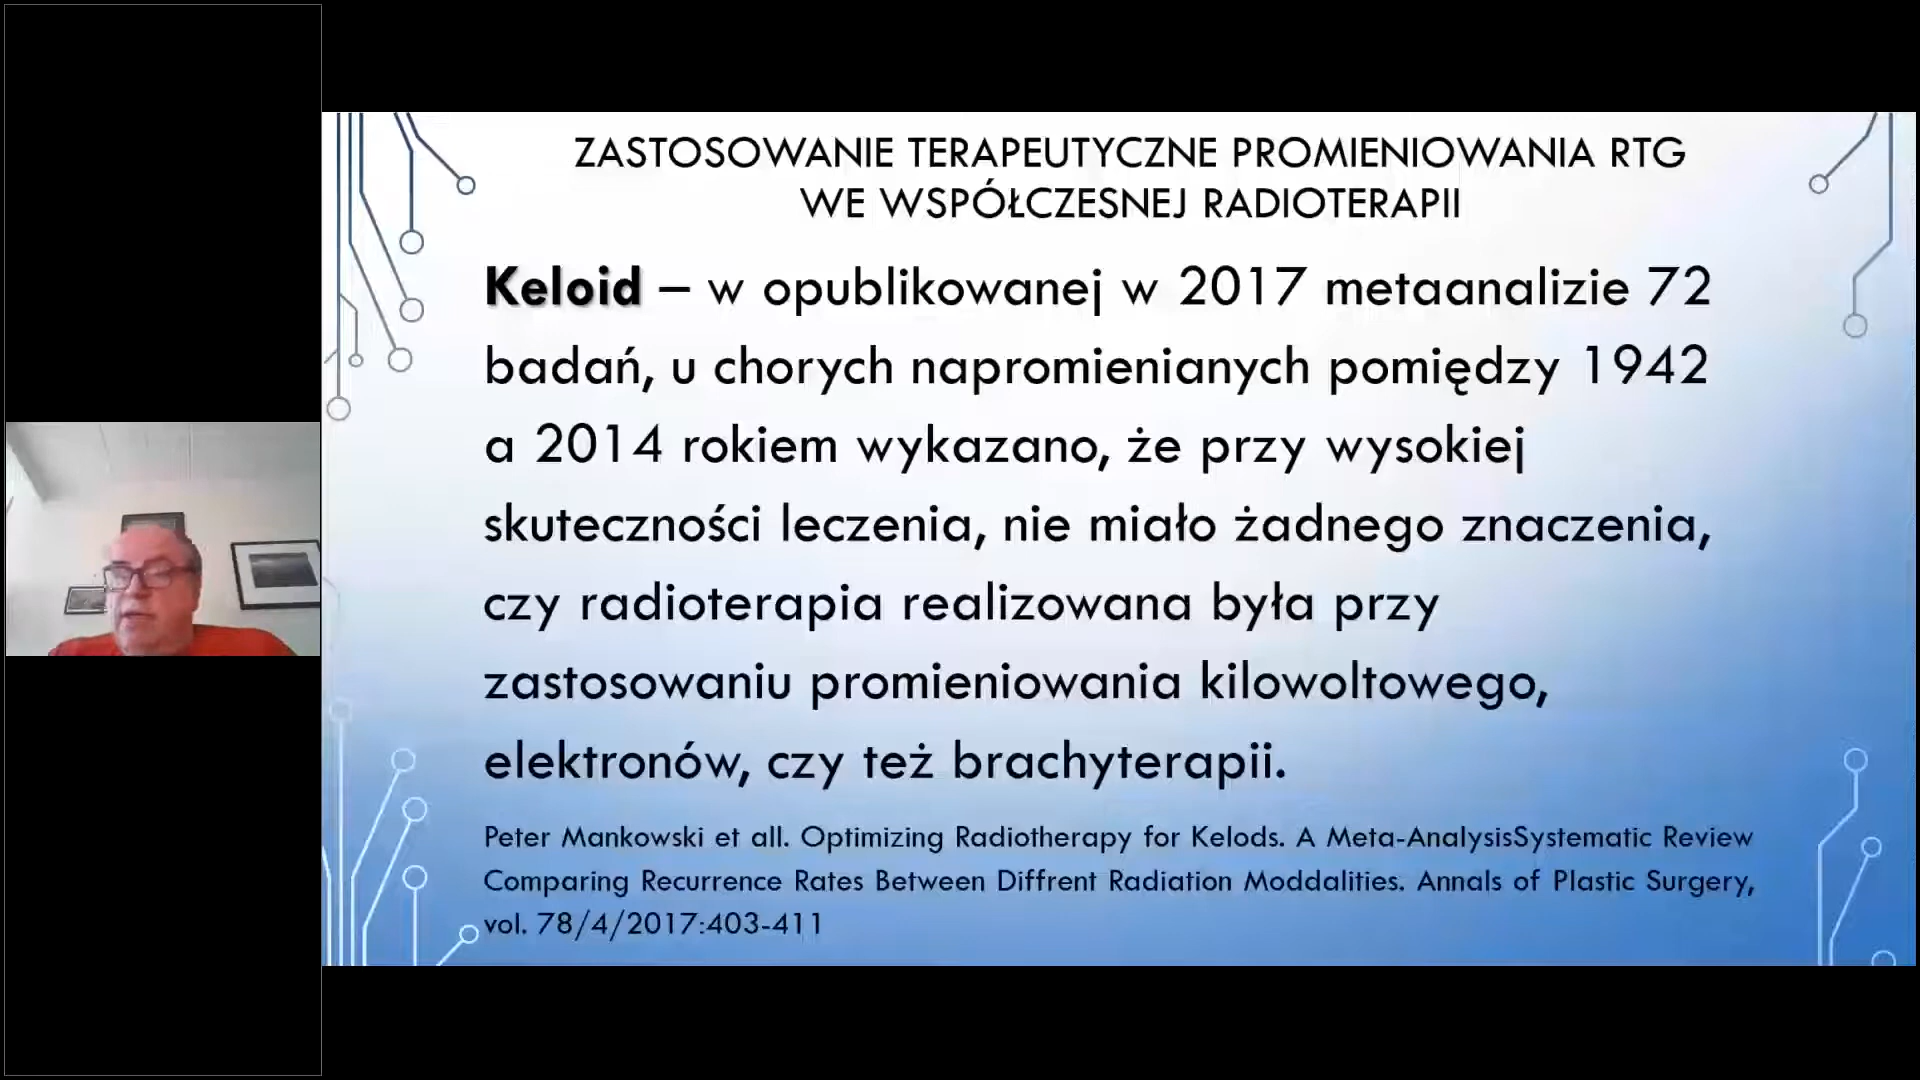 ZASTOSOWANIE TERAPEUTYCZNE PROMIENIOWANIA RTG
WE WSPÓŁCZESNEJ RADIOTERAPII
Keloid – w opublikowanej w 2017 metaanalizie 72
badań, u chorych napromienianych pomiędzy 1942
a 2014 rokiem wykazano, że przy wysokiej
skuteczności leczenia, nie miało żadnego znaczenia,
czy radioterapia realizowana była przy
zastosowaniu promieniowania kilowoltowego,
elektronów, czy też brachyterapii.
Peter Mankowski et all. Optimizing Radiotherapy for Kelods. A Meta-AnalysisSystematic Review
Comparing Recurrence Rates Between Diffrent Radiation Moddalities. Annals of Plastic Surgery,
vol. 78/4/2017:403-411